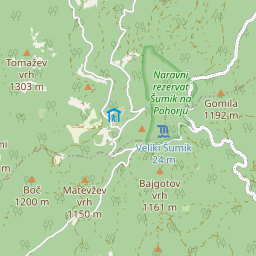 Tomažev
vrh
1303 m
Naravni
rezervat
Šumik na
Pohorju
Gomila
1192 m
Veliki Šumik
24 m
Boč
1200 m
Matevžev
vrh
1150 m
Bajgotov
vrh
1161 m